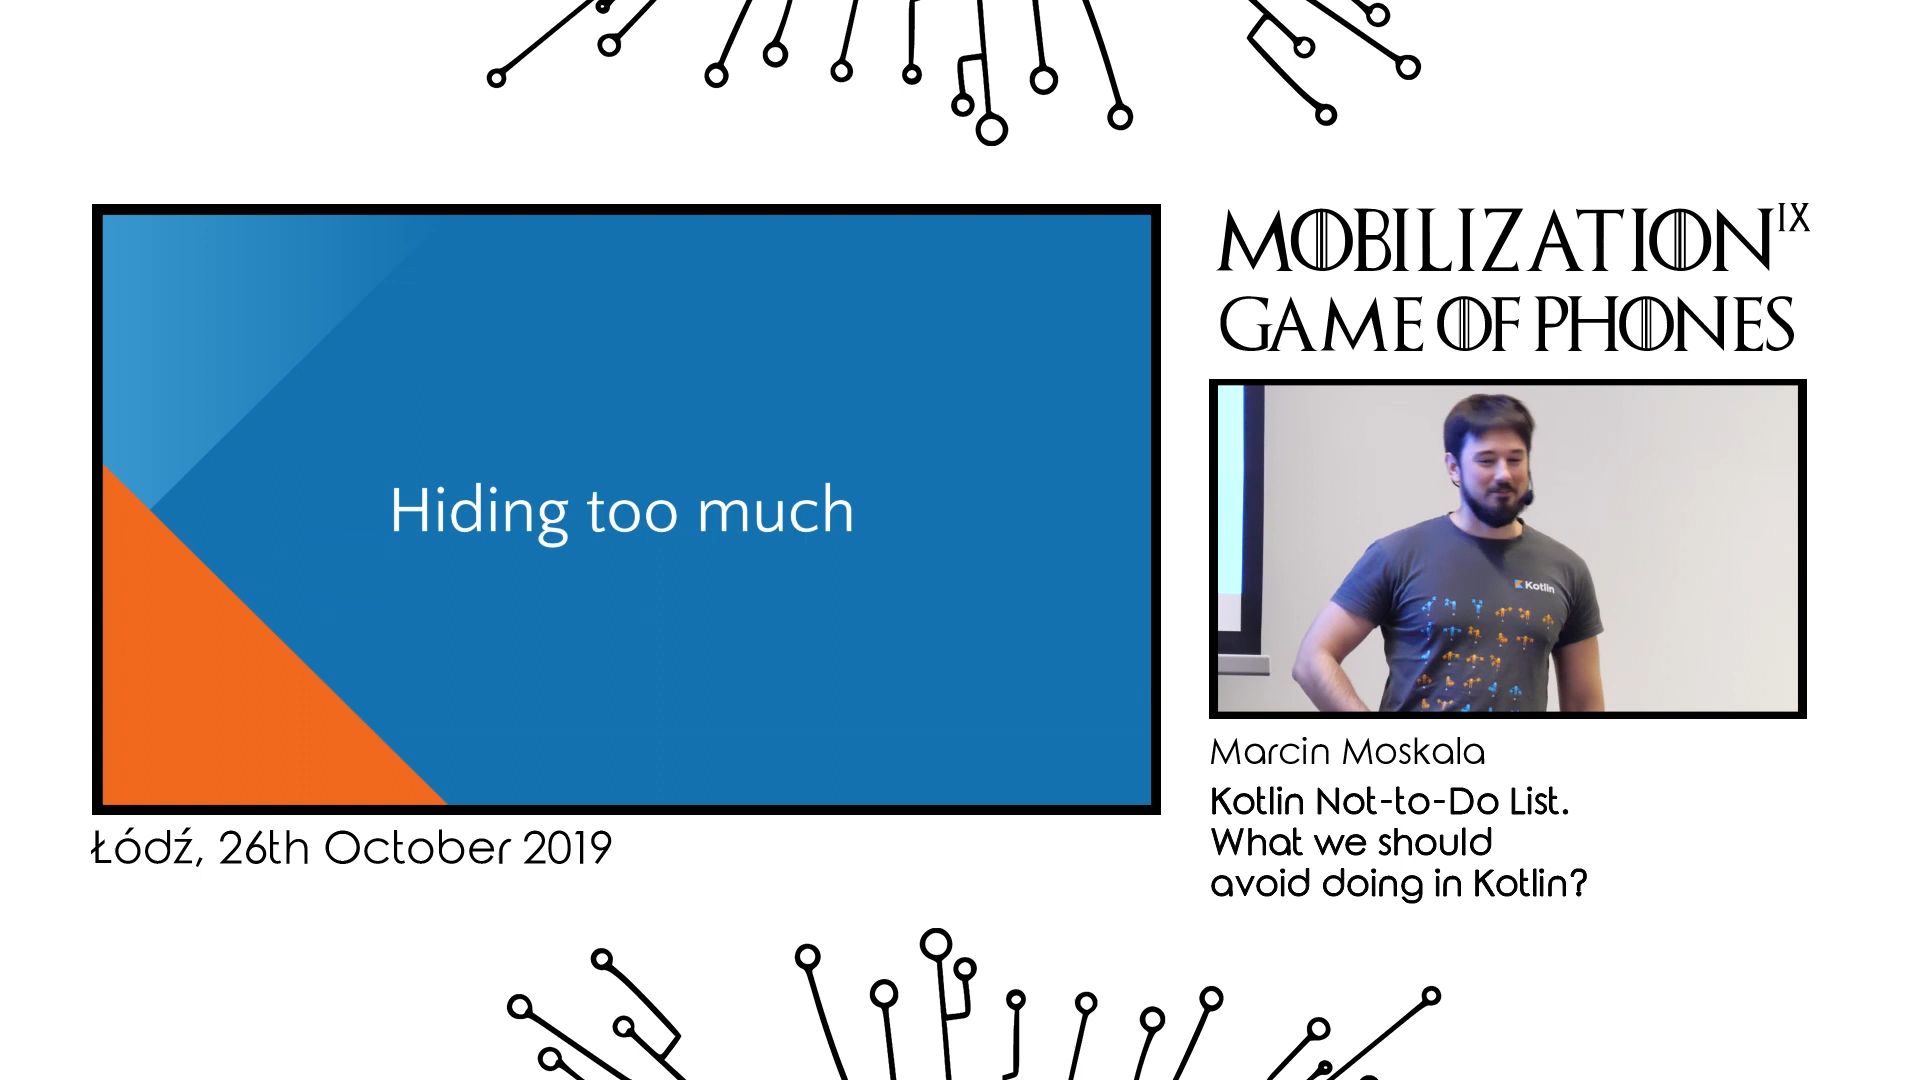 Hiding too much
Łódź, 26th October 2019
MOBILIZATION IX
GAME OF PHONES
Kotlin
Marcin Moskala
Kotlin Not-to-Do List.
What we should
avoid doing in Kotlin?